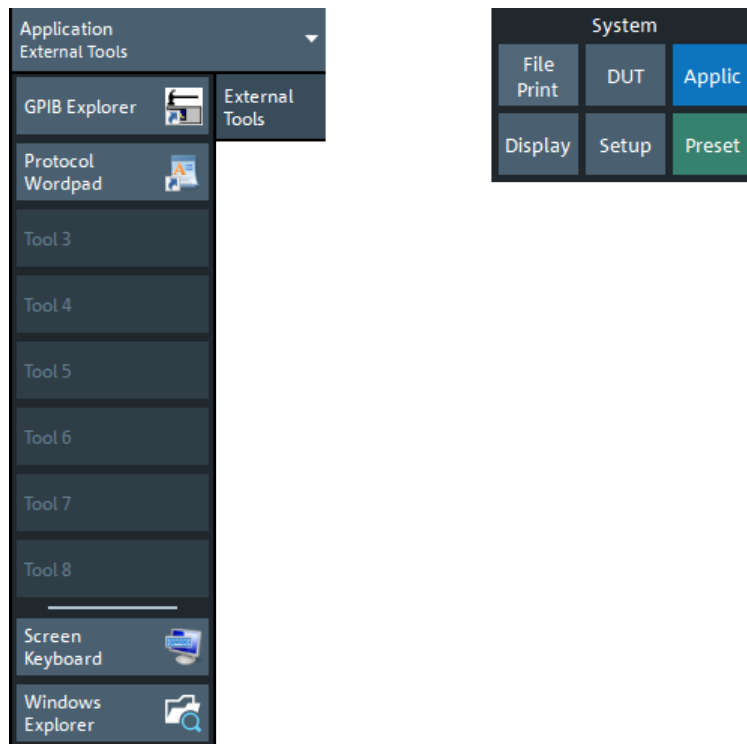 Application
External Tools
GPIB Explorer
External
Tools
Protocol
Wordpad
Tool 3
Tool 4
Tool 5
Tool 6
Tool 7
Tool 8
Screen
Keyboard
Windows
Explorer
System
File
Print
DUT
Applic
Display
Setup
Preset